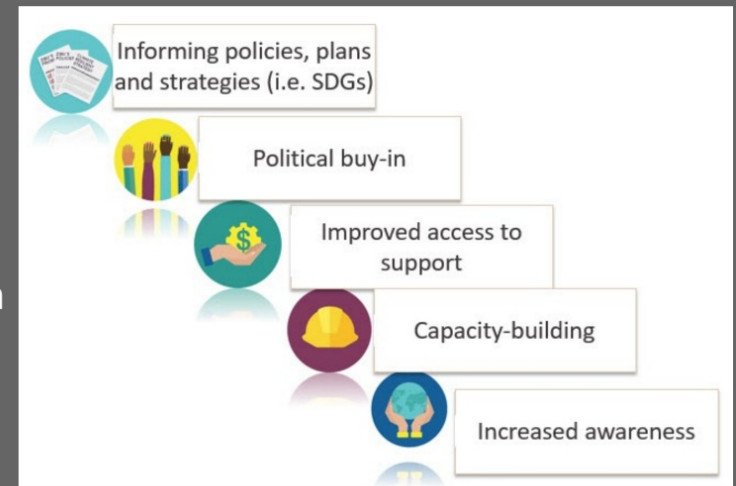 Informing policies, plans
and strategies (i.e. SDGs)
Political buy-in
Improved access to
support
Capacity-building
Increased awareness